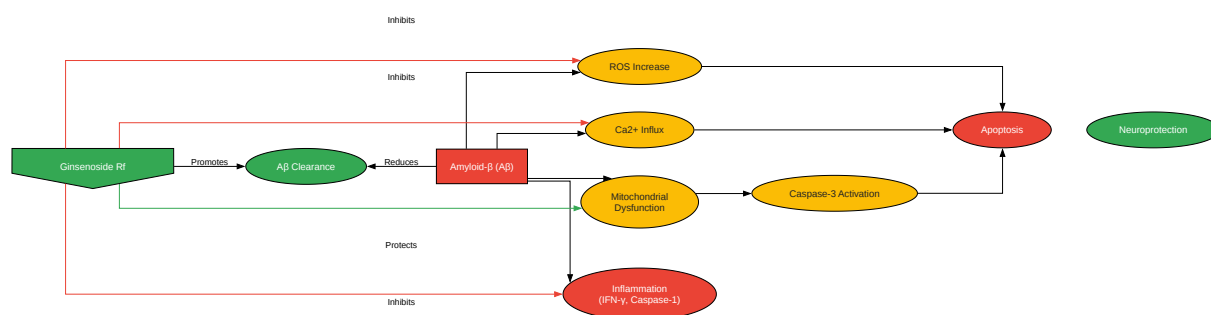 Inhibits
ROS Increase
Inhibits
Ca2+ Influx
Apoptosis
Neuroprotection
Ginsenoside Rf
Promotes
Aβ Clearance
Reduces
Amyloid-β (Aβ)
Mitochondrial
Dysfunction
Caspase-3 Activation
Protects
Inflammation
(IFN-γ, Caspase-1)
Inhibits